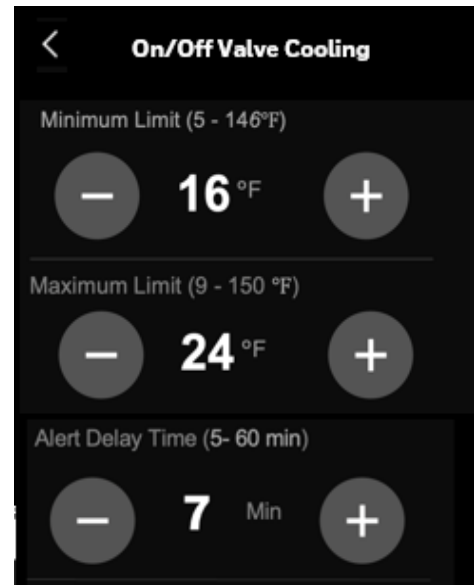 On/Off Valve Cooling
Minimum Limit (5 - 146°F)
− 16 °F +
Maximum Limit (9 - 150 °F)
− 24 °F +
Alert Delay Time (5- 60 min)
− 7 Min +